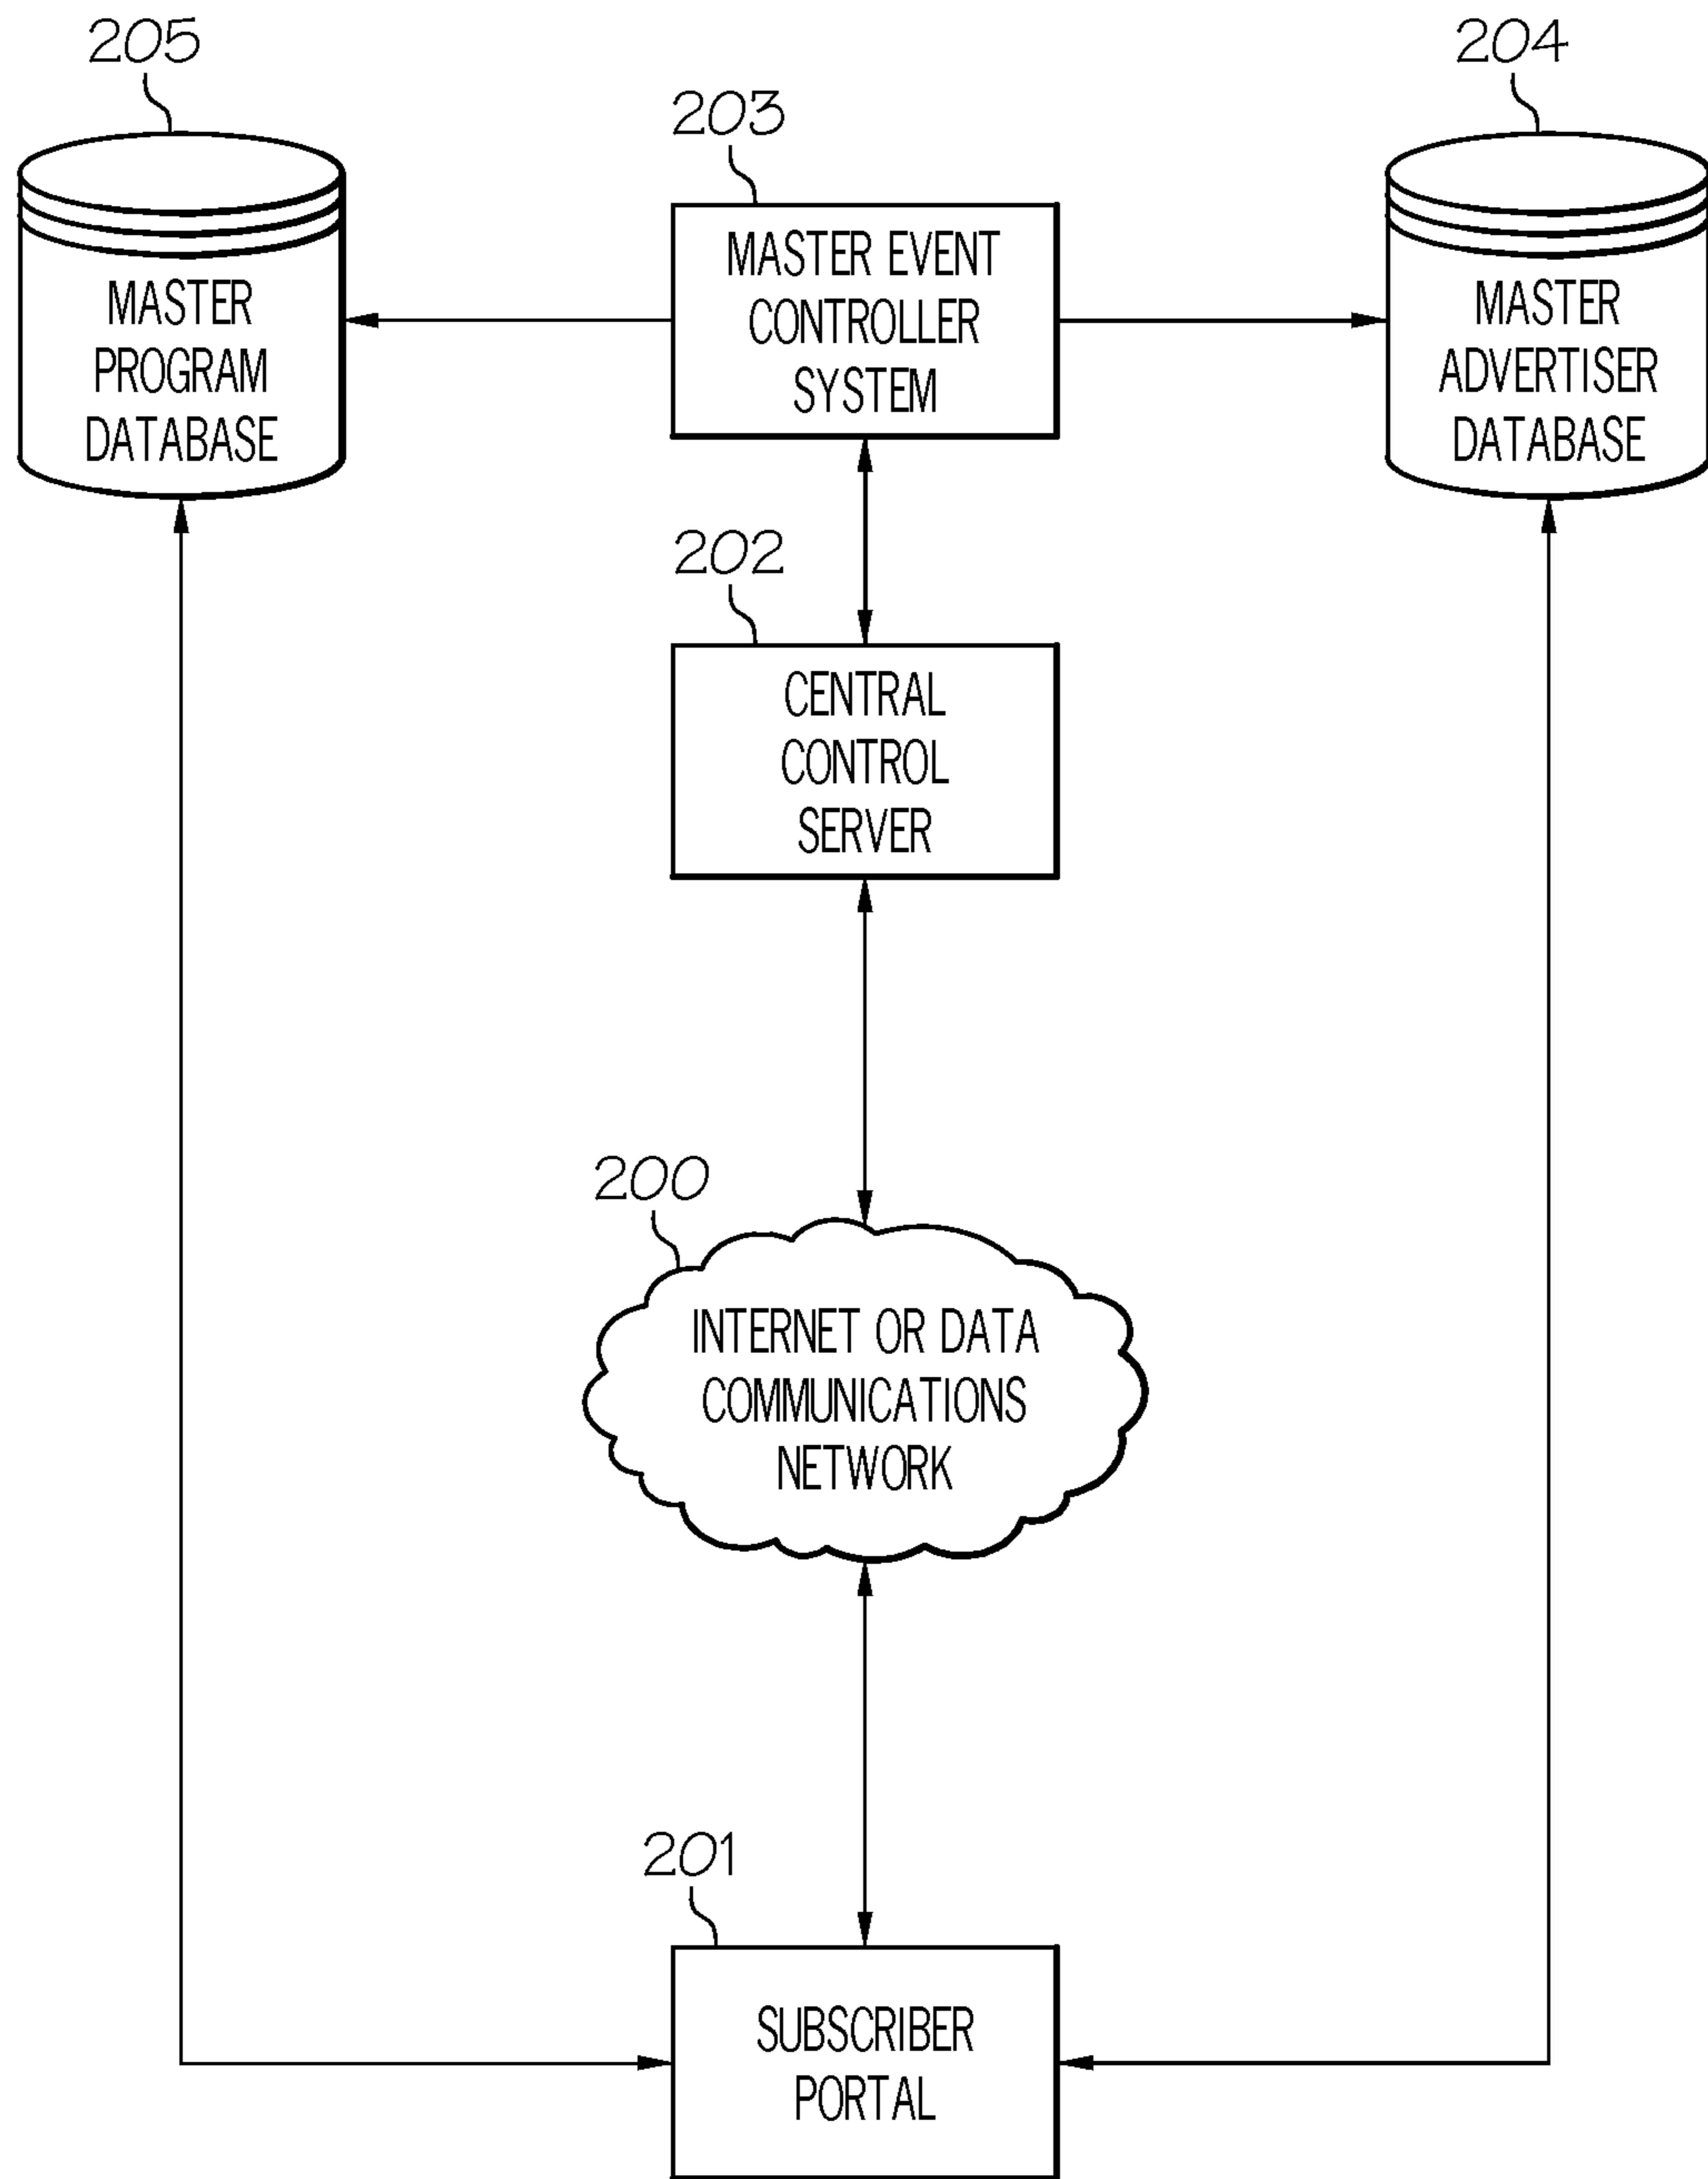 205
204
203
MASTER EVENT
CONTROLLER
SYSTEM
MASTER
PROGRAM
DATABASE
MASTER
ADVERTISER
DATABASE
202
CENTRAL
CONTROL
SERVER
200
INTERNET OR DATA
COMMUNICATIONS
NETWORK
201
SUBSCRIBER
PORTAL